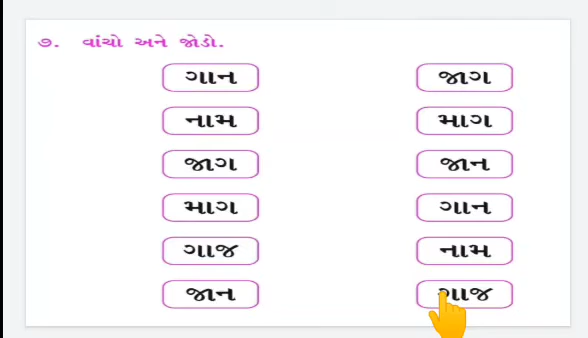 ૭. વાંચો અને જોડો.
ગાન જાગ
નામ માગ
જાગ જાન
માગ ગાન
ગાજ નામ
જાન ગાજ